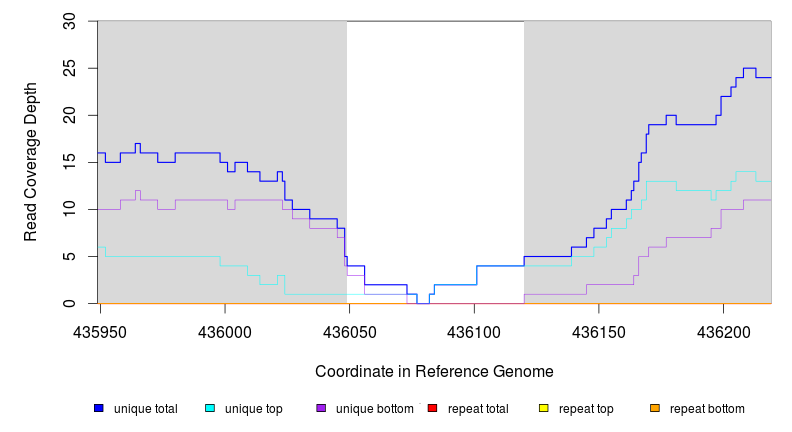 30
25
20
15
10
5
0
Read Coverage Depth
435950 436000 436050 436100 436150 436200
Coordinate in Reference Genome
unique total unique top unique bottom repeat total repeat top repeat bottom